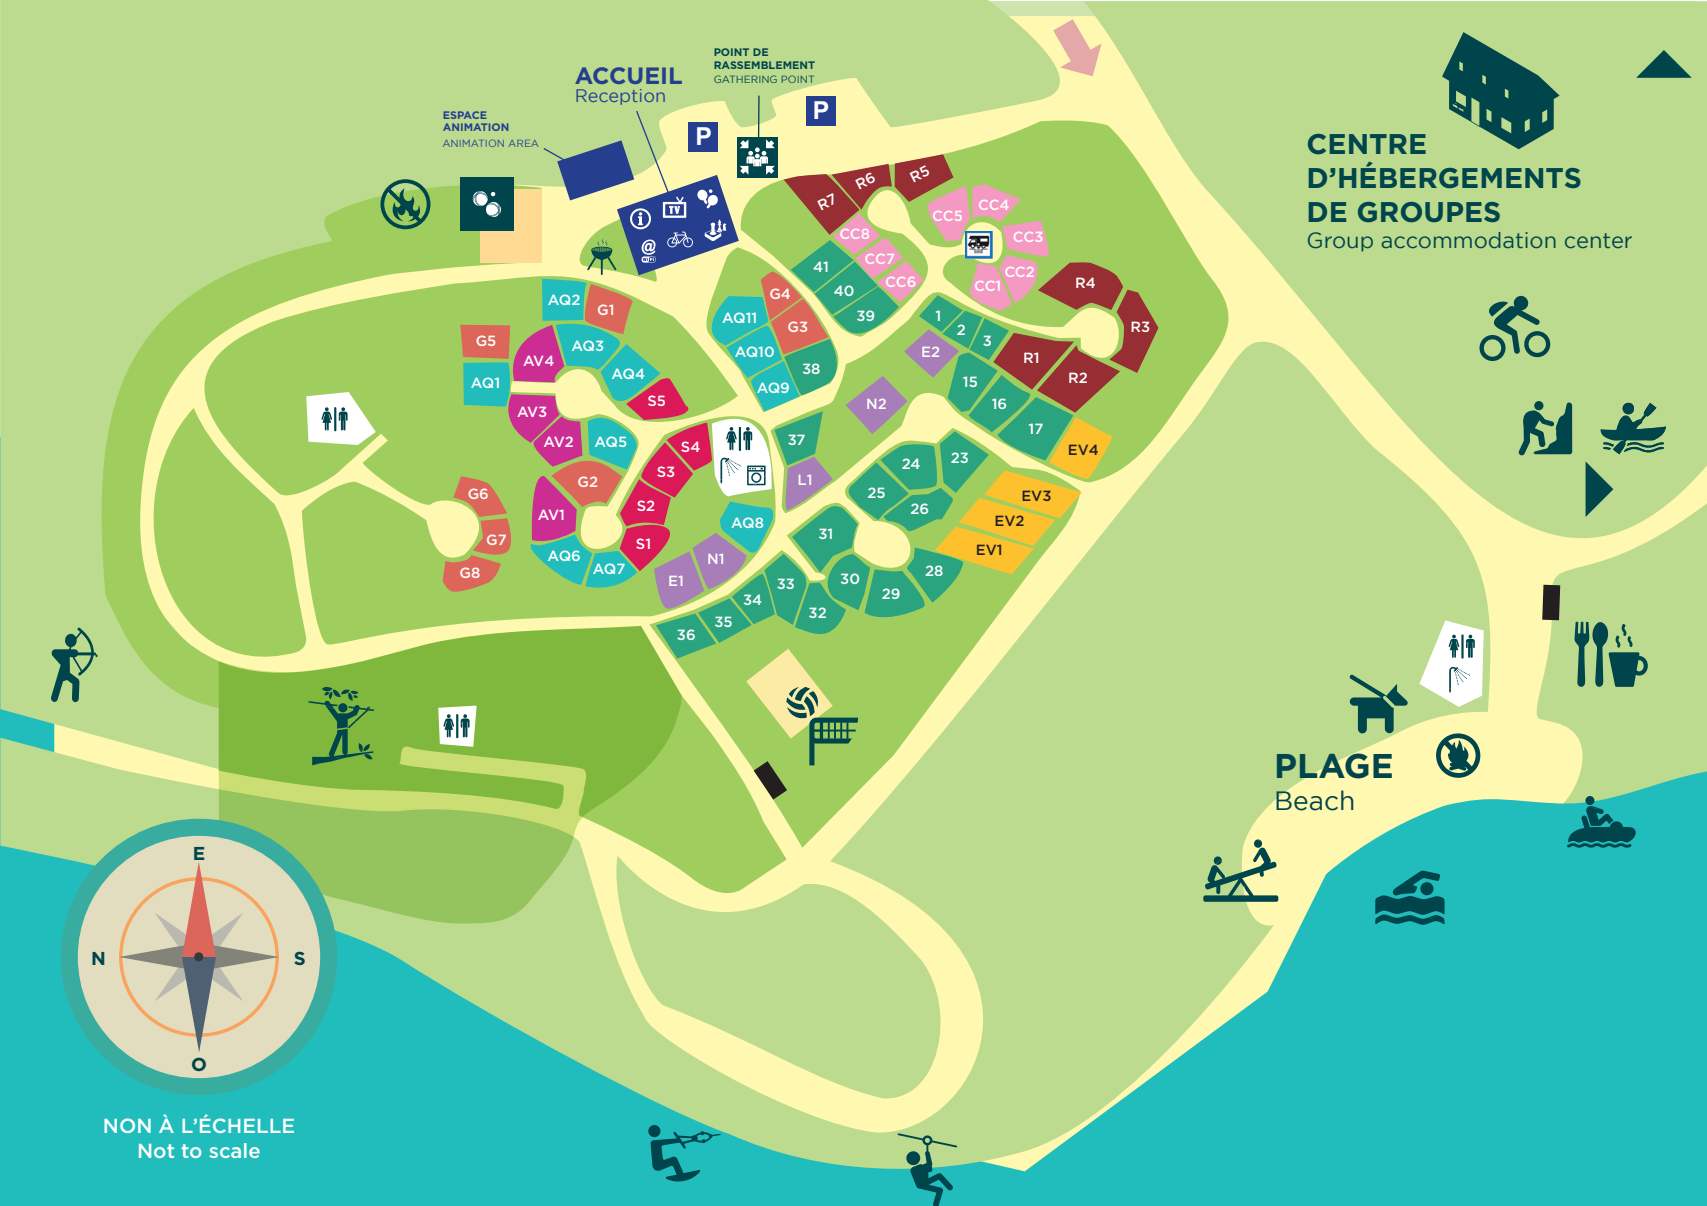 POINT DE
RASSEMBLEMENT
GATHERING POINT
ACCUEIL
Reception
ESPACE
ANIMATION
ANIMATION AREA
P
P
CENTRE
D'HÉBERGEMENTS
DE GROUPES
Group accommodation center
i
TV
@
WiFi
R7
R6
R5
CC5
CC4
CC3
CC2
CC1
CC8
CC7
CC6
41
40
39
R4
R3
R1
R2
1
2
3
E2
15
16
17
EV4
N2
AQ2
G1
G5
AV4
AQ3
AQ1
AQ4
S5
AV3
AV2
AQ5
G4
AQ11
G3
AQ10
38
AQ9
37
L1
S4
S3
S2
S1
G2
AV1
AQ6
AQ7
AQ8
N1
E1
G6
G7
G8
24
23
25
26
EV3
EV2
EV1
31
30
29
28
33
34
32
35
36
PLAGE
Beach
E
N
S
O
NON À L'ÉCHELLE
Not to scale